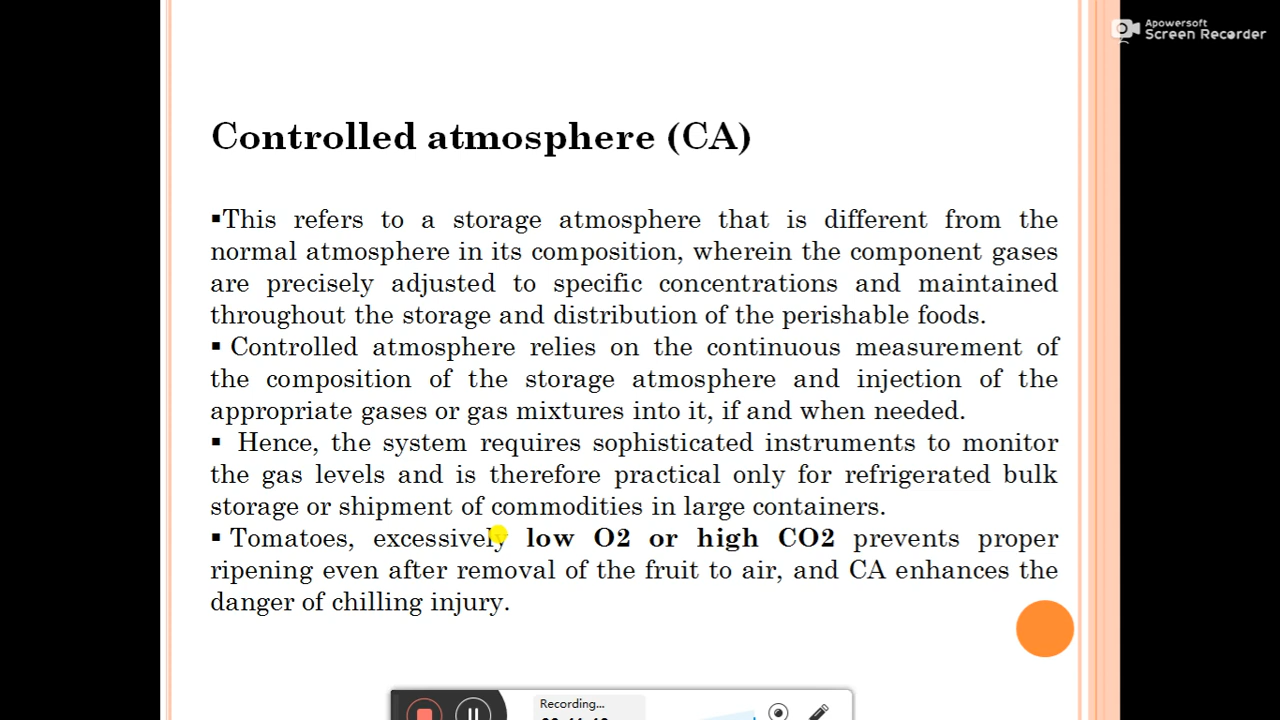 Apowersoft
Screen Recorder
Controlled atmosphere (CA)
▪This refers to a storage atmosphere that is different from the
normal atmosphere in its composition, wherein the component gases
are precisely adjusted to specific concentrations and maintained
throughout the storage and distribution of the perishable foods.
▪ Controlled atmosphere relies on the continuous measurement of
the composition of the storage atmosphere and injection of the
appropriate gases or gas mixtures into it, if and when needed.
▪ Hence, the system requires sophisticated instruments to monitor
the gas levels and is therefore practical only for refrigerated bulk
storage or shipment of commodities in large containers.
▪ Tomatoes, excessively low O2 or high CO2 prevents proper
ripening even after removal of the fruit to air, and CA enhances the
danger of chilling injury.
Recording...